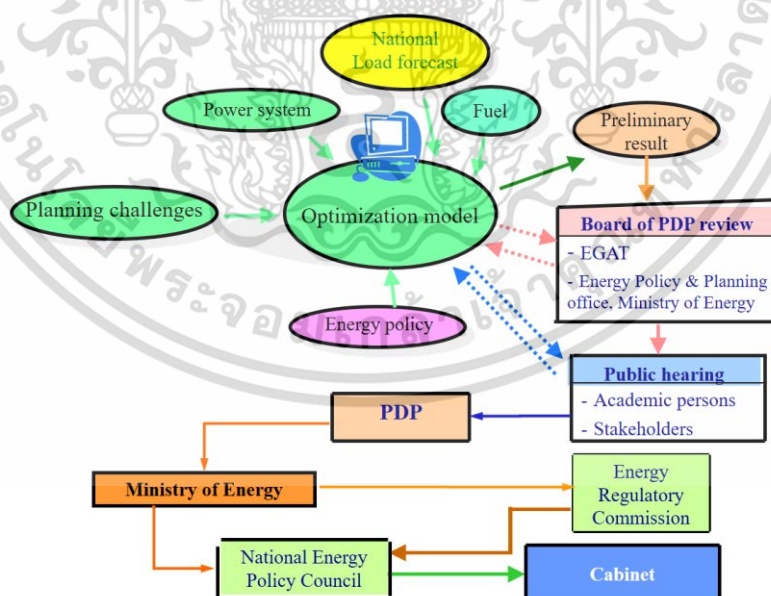 National
Load forecast
Power system
Fuel
Preliminary
result
Planning challenges
Optimization model
Board of PDP review
- EGAT
- Energy Policy & Planning
office, Ministry of Energy
Energy policy
Public hearing
- Academic persons
- Stakeholders
PDP
Ministry of Energy
Energy
Regulatory
Commission
National Energy
Policy Council
Cabinet